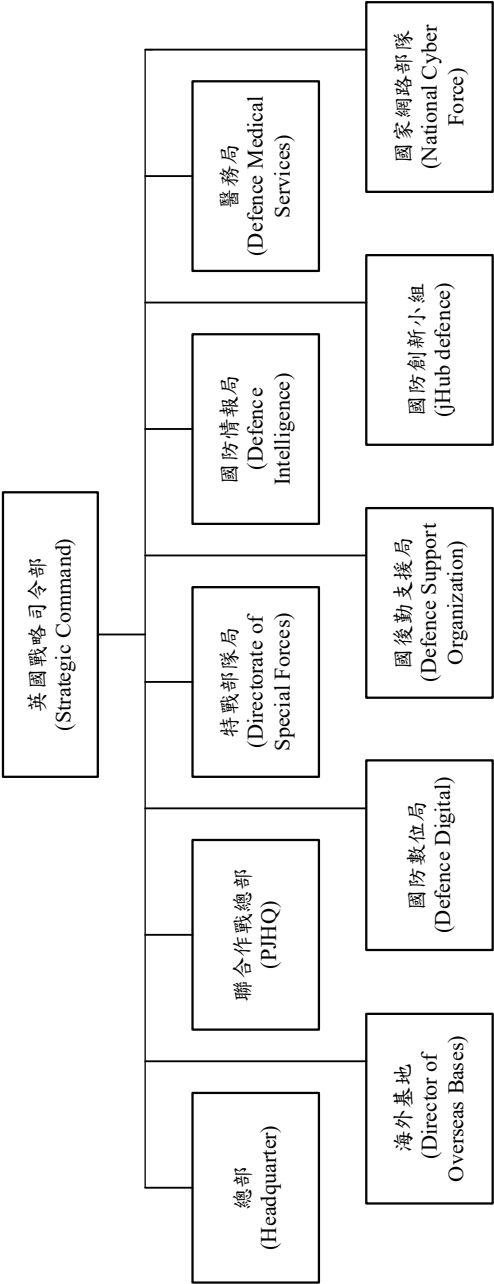 英國戰略司令部
(Strategic Command)
總部
(Headquarter)
聯合作戰總部
(PJHQ)
特戰部隊局
(Directorate of
Special Forces)
國防情報局
(Defence
Intelligence)
醫務局
(Defence Medical
Services)
海外基地
(Director of
Overseas Bases)
國防數位局
(Defence Digital)
國後勤支援局
(Defence Support
Organization)
國防創新小組
(jHub defence)
國家網路部隊
(National Cyber
Force)